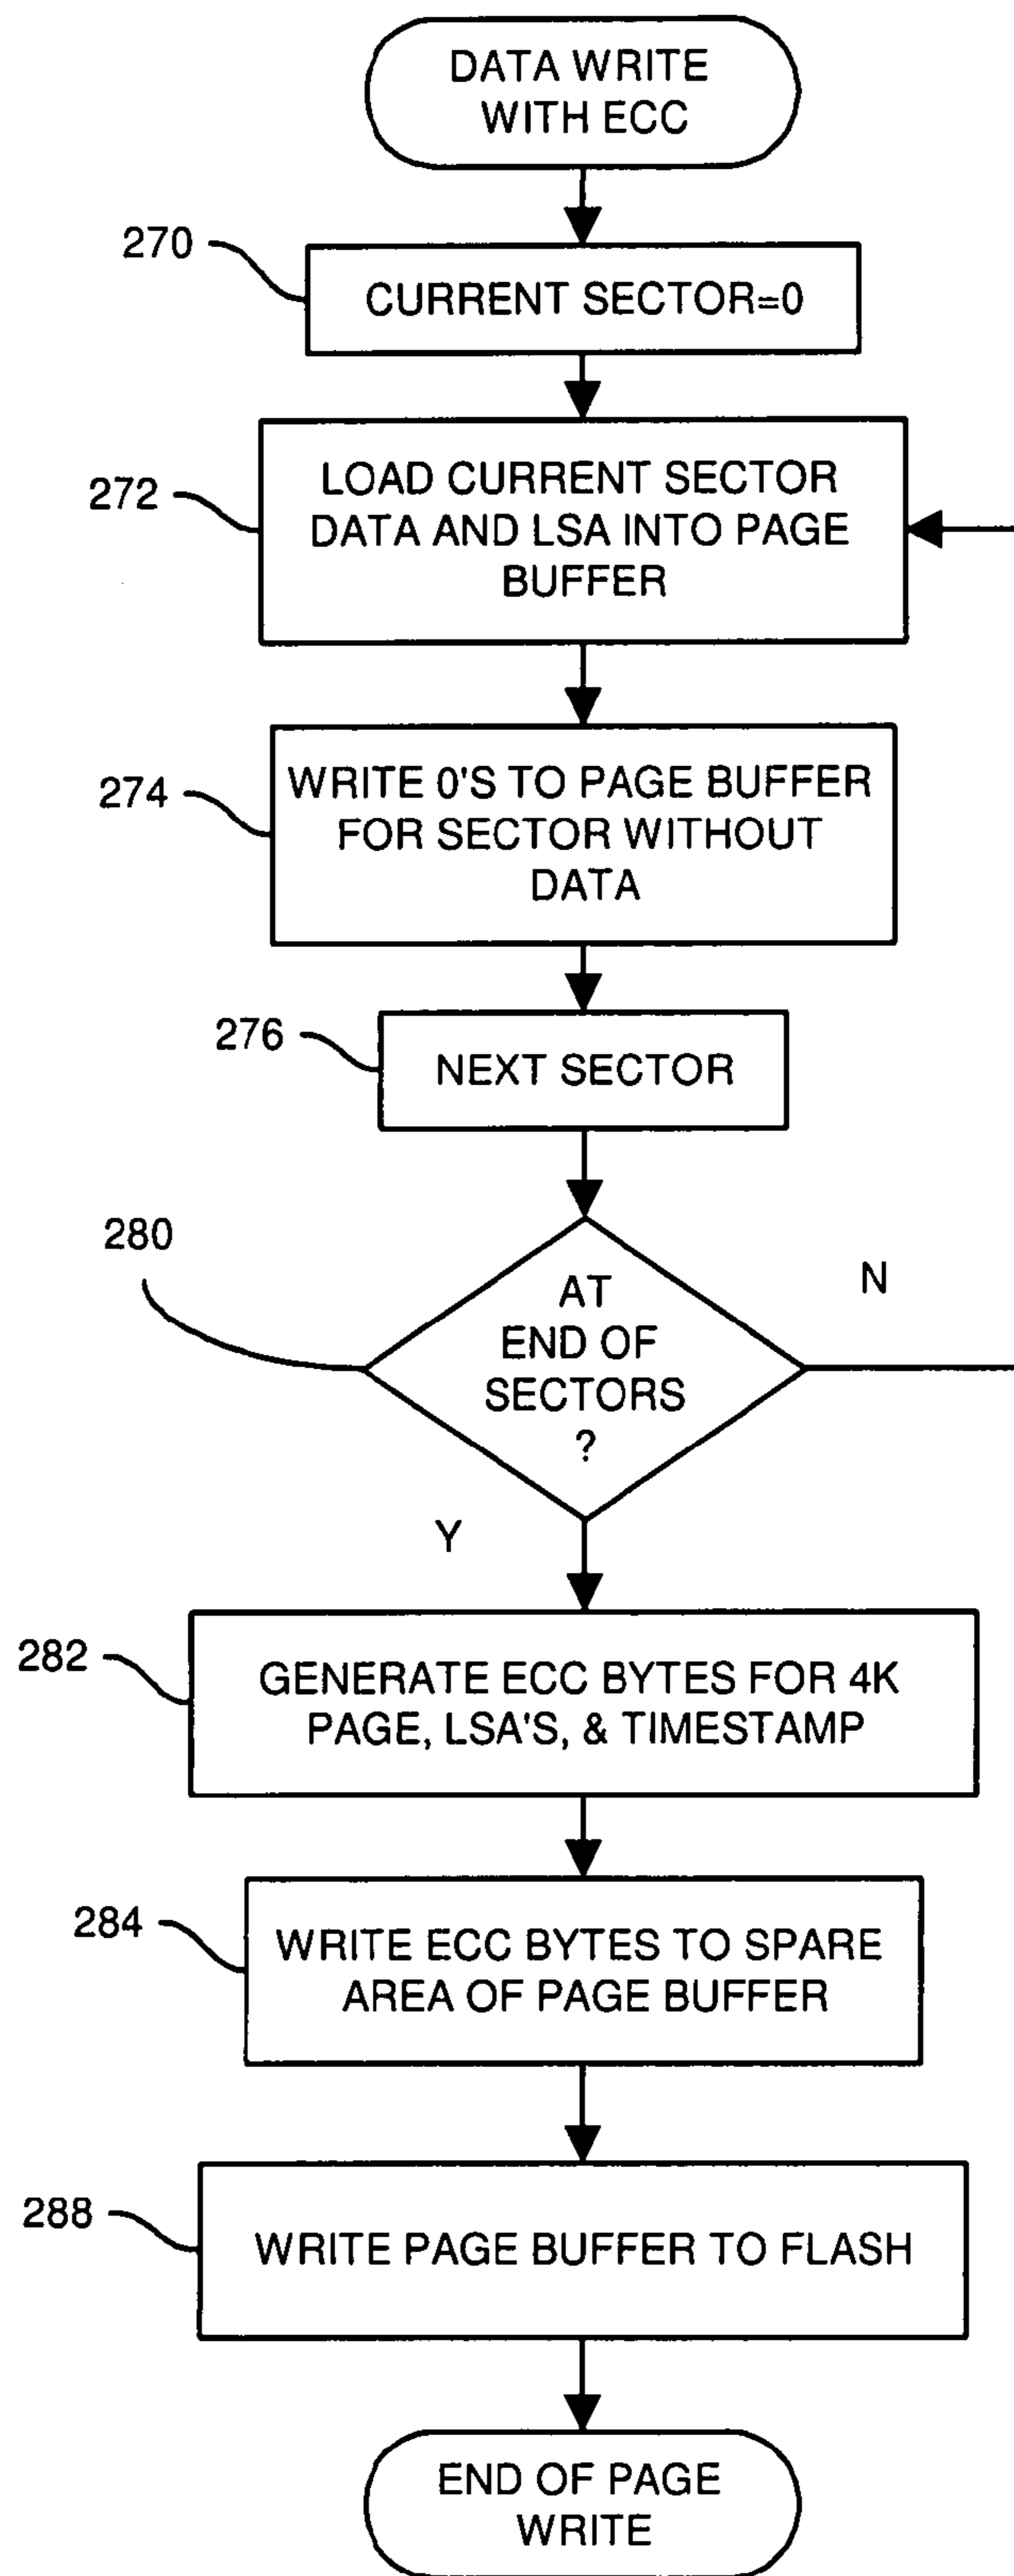 DATA WRITE
WITH ECC
270
CURRENT SECTOR=0
272
LOAD CURRENT SECTOR
DATA AND LSA INTO PAGE
BUFFER
274
WRITE 0'S TO PAGE BUFFER
FOR SECTOR WITHOUT
DATA
276
NEXT SECTOR
280
AT
END OF
SECTORS
?
N
Y
282
GENERATE ECC BYTES FOR 4K
PAGE, LSA'S, & TIMESTAMP
284
WRITE ECC BYTES TO SPARE
AREA OF PAGE BUFFER
288
WRITE PAGE BUFFER TO FLASH
END OF PAGE
WRITE